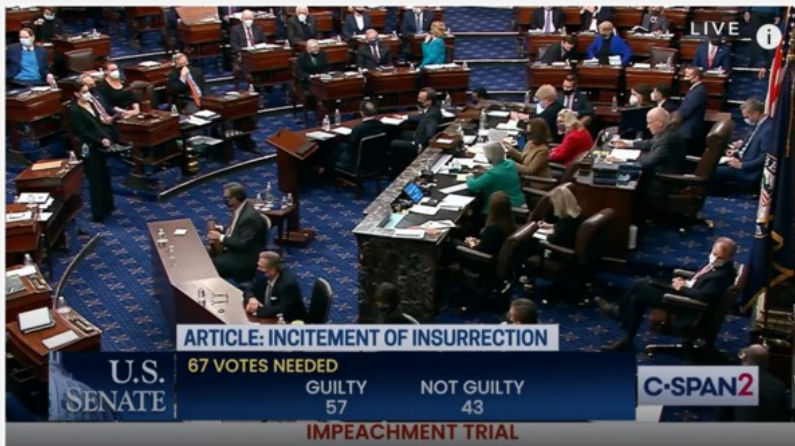 LIVE
i
ARTICLE: INCITEMENT OF INSURRECTION
67 VOTES NEEDED
U.S.
SENATE
GUILTY NOT GUILTY
57 43
C-SPAN2
IMPEACHMENT TRIAL